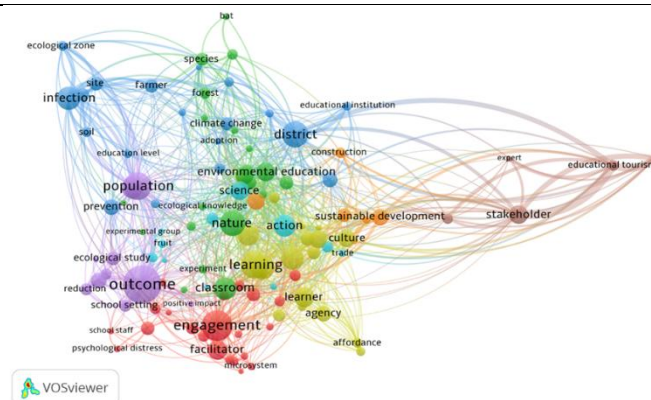 bat
ecological zone
species
site
farmer
infection
forest
educational institution
soil
climate change
adoption
district
education level
construction
expert
environmental education
educational tourism
population
science
prevention
ecological knowledge
nature
sustainable development
stakeholder
experimental group
action
fruit
culture
trade
ecological study
experiment
learning
outcome
reduction
classroom
school setting
positive impact
learner
agency
school staff
engagement
affordance
psychological distress
facilitator
microsystem
VOSviewer